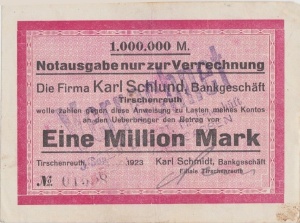 1.000.000 M.
Notausgabe nur zur Verrechnung
Die Firma Karl Schlund, Bankgeschäft
Tirschenreuth
wolle zahlen gegen diese Anweisung zu Lasten meines Kontos
an den Ueberbringer den Betrag von
Eine Million Mark
Tirschenreuth, 1923 Karl Schmidt, Bankgeschäft
Filiale Tirschenreuth
№